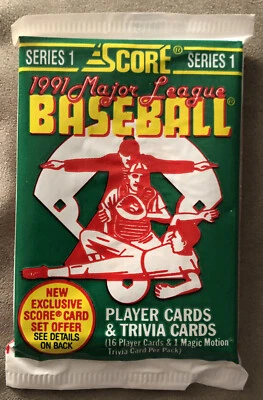 SERIES 1 SCORE® SERIES 1
1991 Major League
BASEBALL®
NEW
EXCLUSIVE
SCORE® CARD
SET OFFER
SEE DETAILS
ON BACK
PLAYER CARDS
& TRIVIA CARDS
(16 Player Cards & 1 Magic Motion
Trivia Card Per Pack)